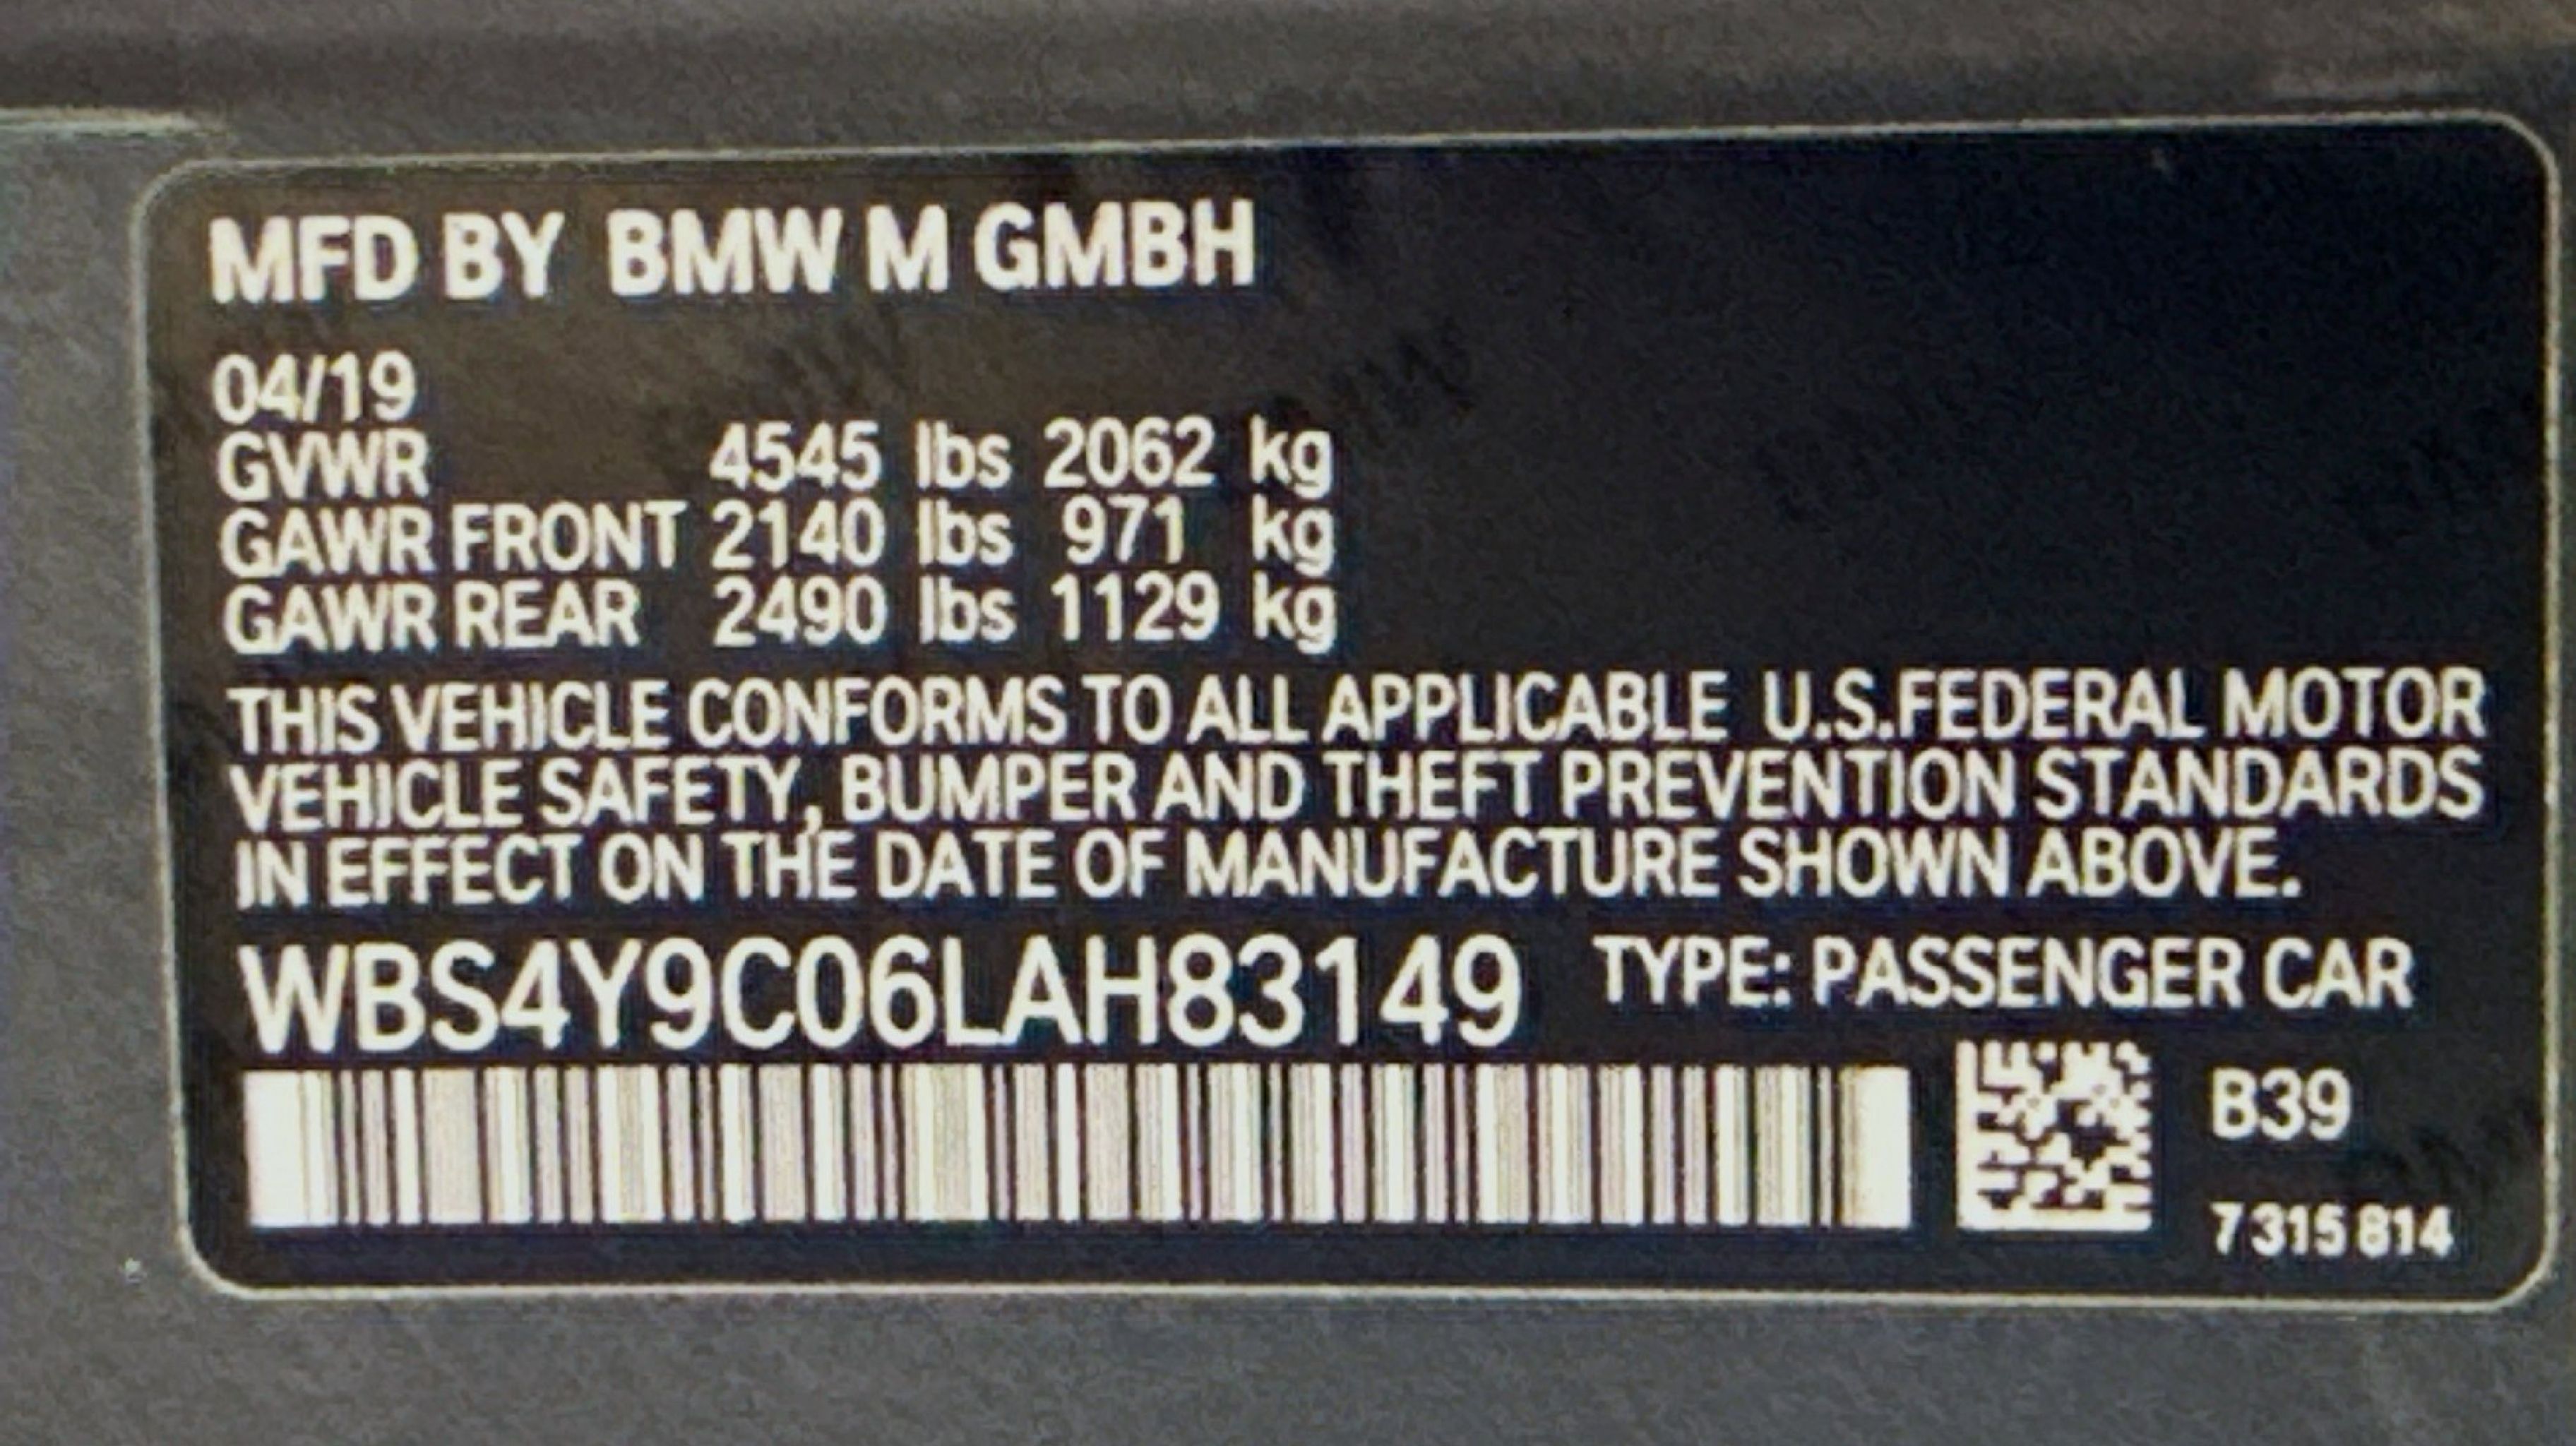 MFD BY BMW M GMBH
04/19
GVWR 4545 lbs 2062 kg
GAWR FRONT 2140 lbs 971 kg
GAWR REAR 2490 lbs 1129 kg
THIS VEHICLE CONFORMS TO ALL APPLICABLE U.S.FEDERAL MOTOR
VEHICLE SAFETY, BUMPER AND THEFT PREVENTION STANDARDS
IN EFFECT ON THE DATE OF MANUFACTURE SHOWN ABOVE.
WBS4Y9C06LAH83149 TYPE: PASSENGER CAR
B39
7 315 814